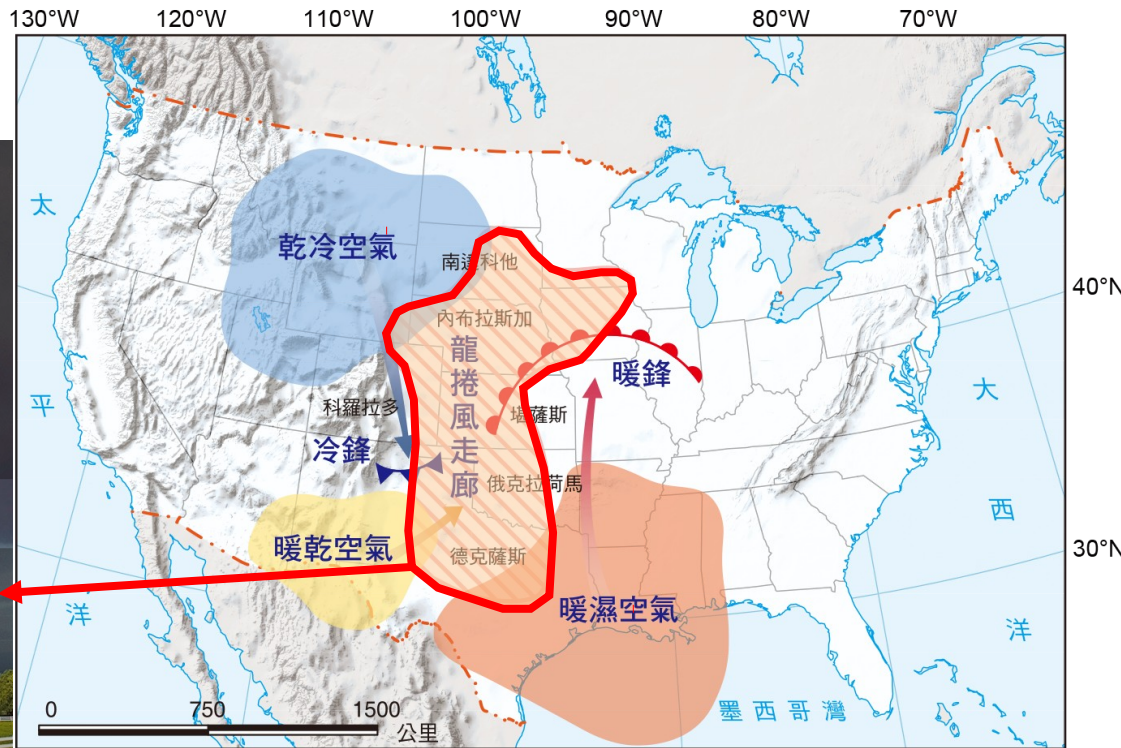 130°W 120°W 110°W 100°W 90°W 80°W 70°W
太
平
洋
乾冷空氣
南達科他
內布拉斯加
龍捲風走廊
暖鋒
科羅拉多
堪薩斯
冷鋒
俄克拉荷馬
暖乾空氣
德克薩斯
暖濕空氣
墨西哥灣
大
西
洋
40°N
30°N
0 750 1500
公里